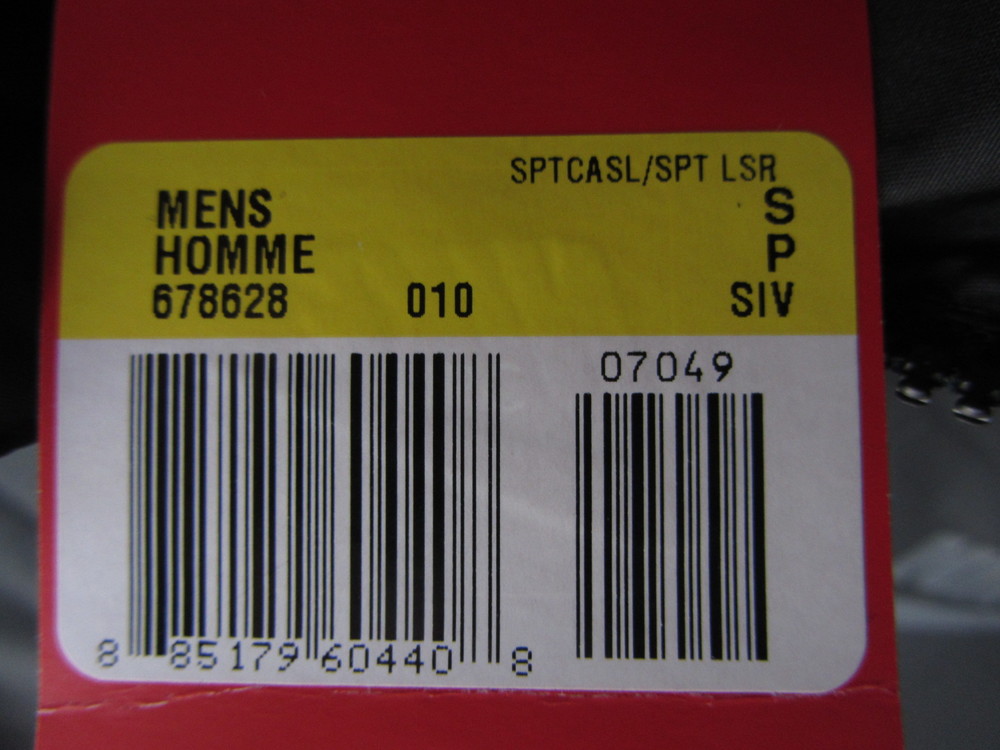 SPTCASL/SPT LSR
MENS S
HOMME P
678628 010 SIV
07049
8 85179 60440 8